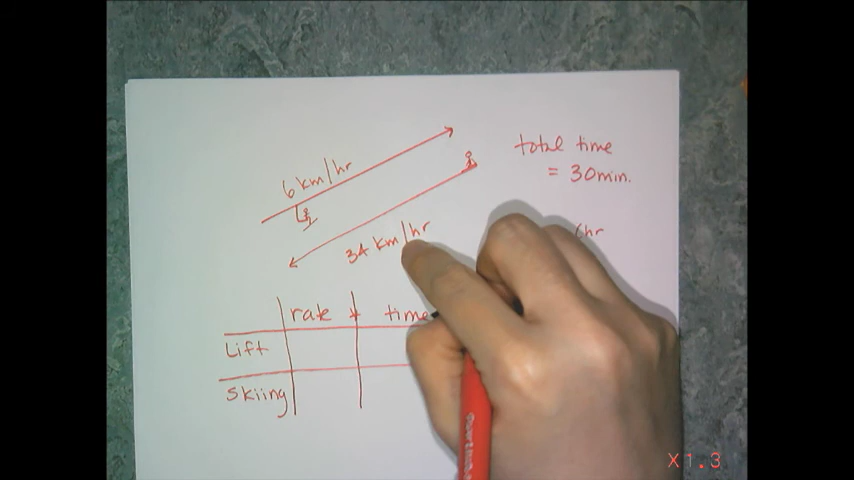 6 km/hr
total time
= 30 min.
34 km/hr
hr
rate
time
Lift
Skiing
X1.3